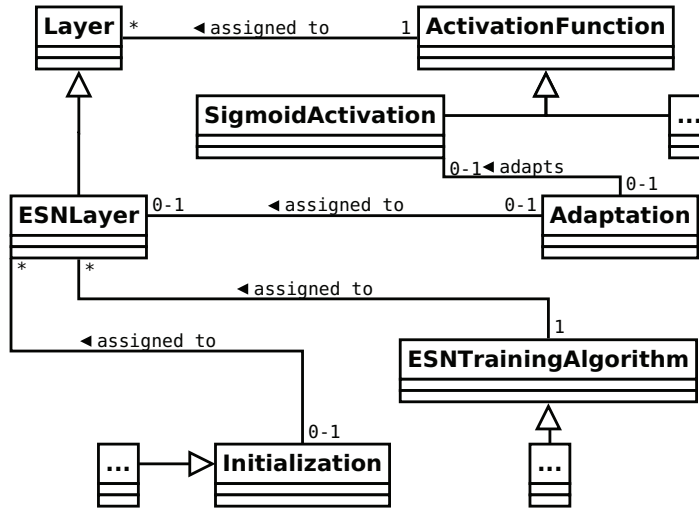 Layer
*
◄ assigned to
1
ActivationFunction
SigmoidActivation
...
0-1
◄ adapts
0-1
ESNLayer
0-1
◄ assigned to
0-1
Adaptation
*
*
◄ assigned to
1
◄ assigned to
ESNTrainingAlgorithm
0-1
...
Initialization
...